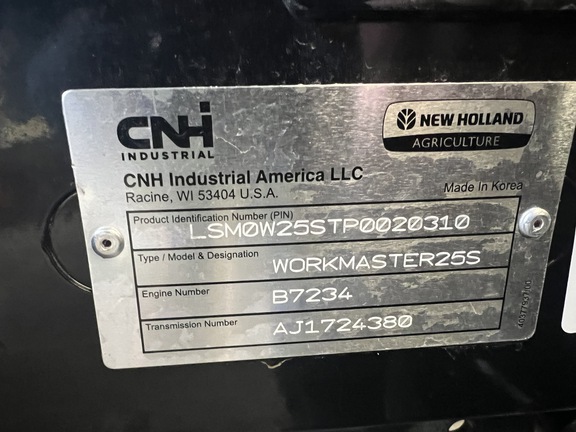 CNH
INDUSTRIAL
NEW HOLLAND
AGRICULTURE
CNH Industrial America LLC
Racine, WI 53404 U.S.A.
Made In Korea
Product Identification Number (PIN)
LSM0W25STP0020310
Type / Model & Designation
WORKMASTER25S
Engine Number
B7234
Transmission Number
AJ1724380